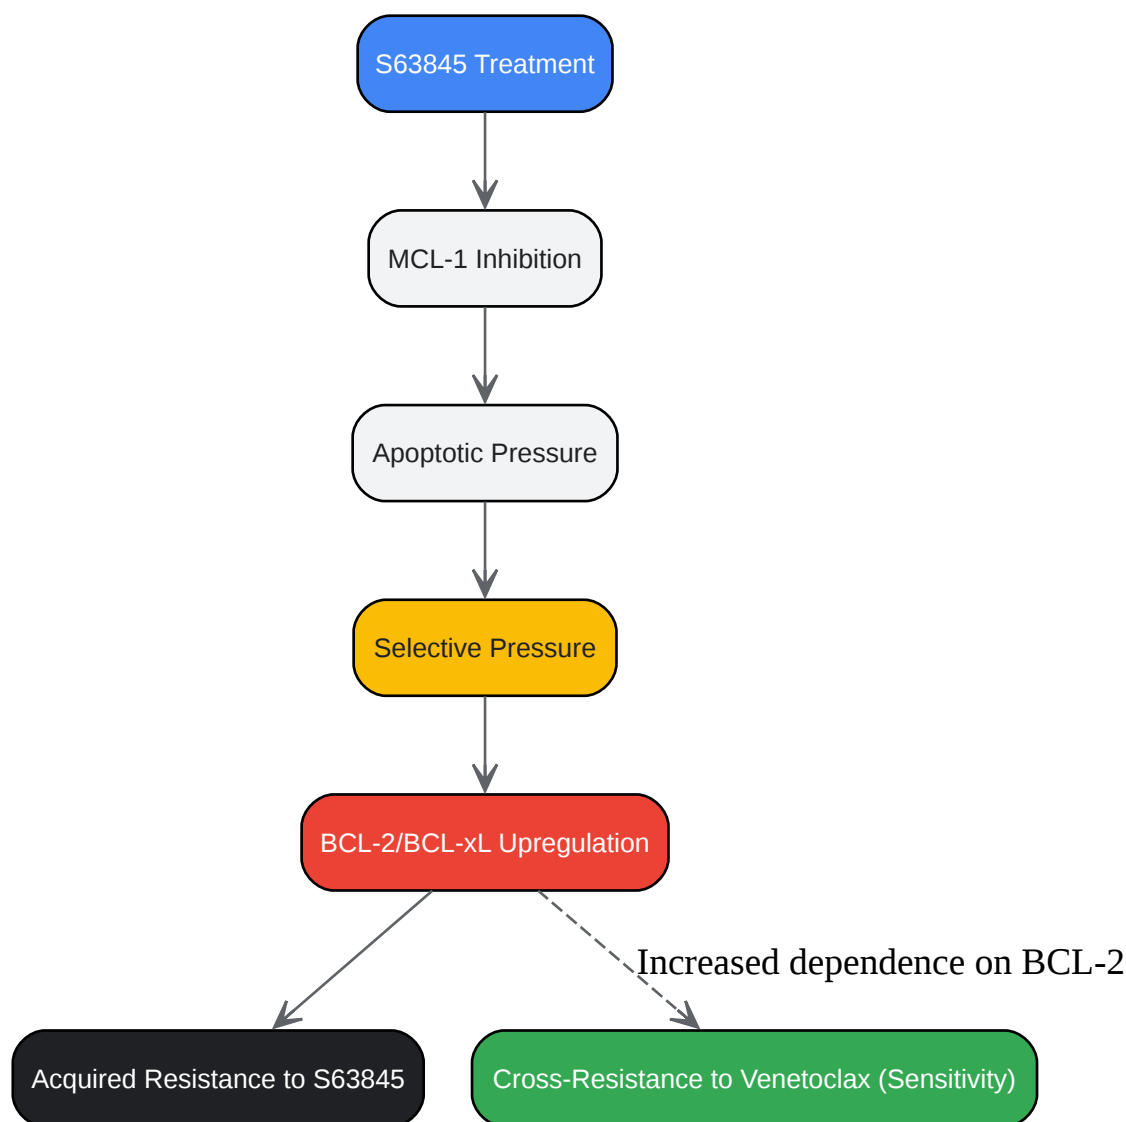 S63845 Treatment
MCL-1 Inhibition
Apoptotic Pressure
Selective Pressure
BCL-2/BCL-xL Upregulation
Increased dependence on BCL-2
Acquired Resistance to S63845
Cross-Resistance to Venetoclax (Sensitivity)